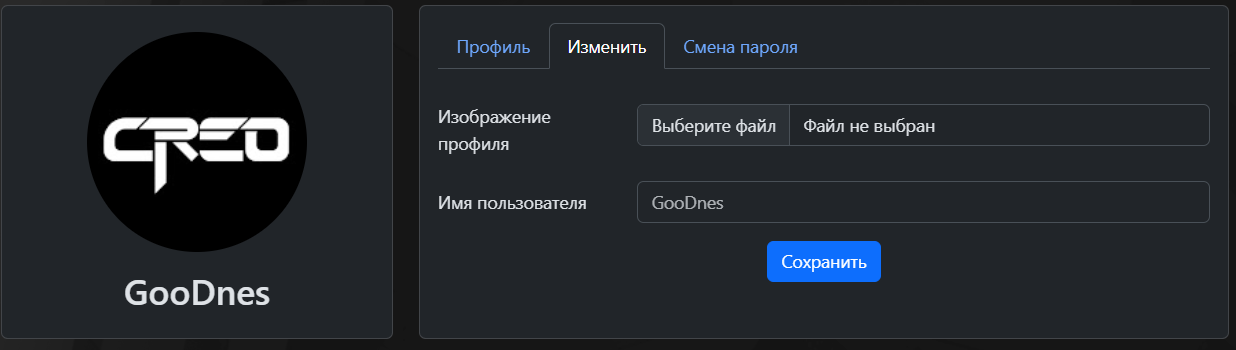 CREO
GooDnes
Профиль
Изменить
Смена пароля
Изображение
профиля
Выберите файл
Файл не выбран
Имя пользователя
GooDnes
Сохранить